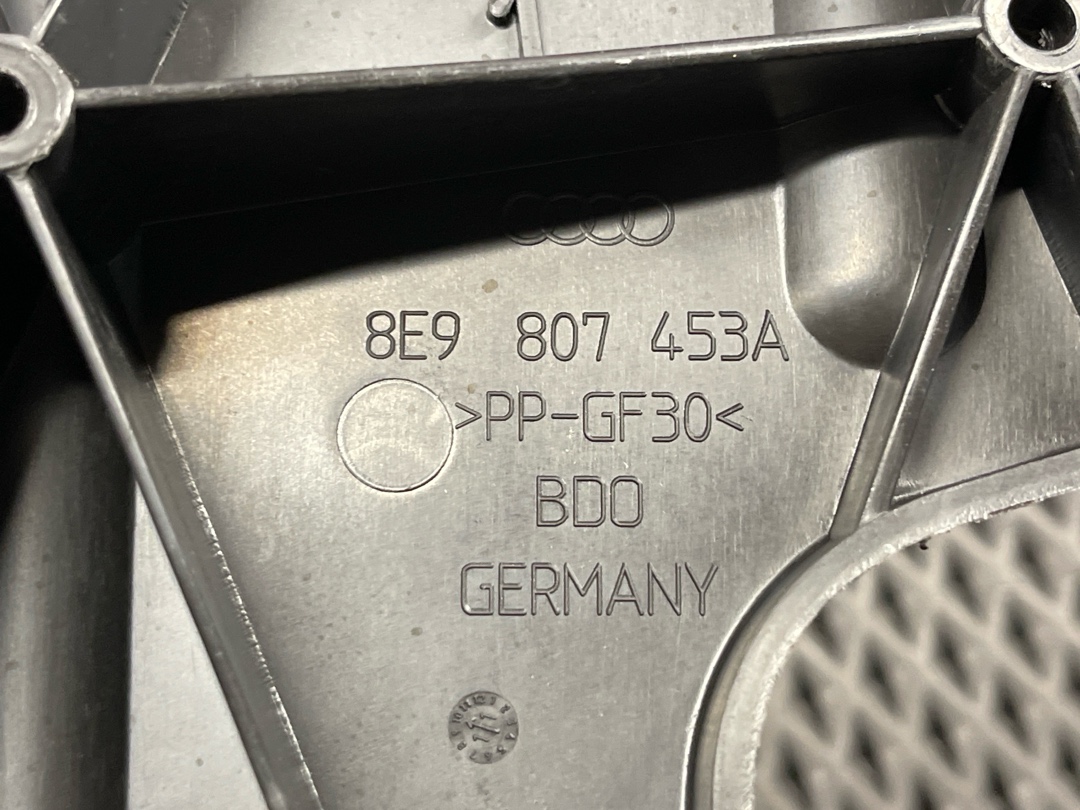 8E9 807 453A
>PP-GF30<
BDO
GERMANY